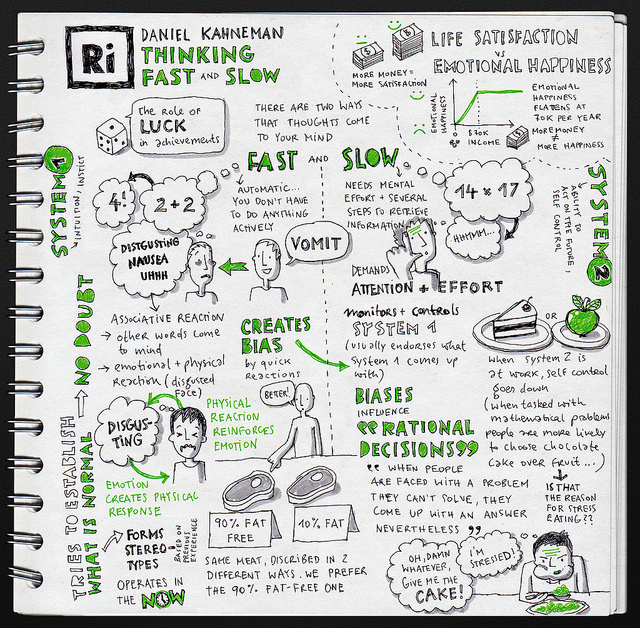 Ri
DANIEL KAHNEMAN
THINKING
FAST AND SLOW
LIFE SATISFACTION
VS
EMOTIONAL HAPPINESS
MORE MONEY =
MORE SATISFACTION
EMOTIONAL
HAPPINESS
INCOME
EMOTIONAL
HAPPINESS
FLATENS AT
70K PER YEAR
MORE MONEY
≠
MORE HAPPINESS
The Role of
LUCK
in achievements
THERE ARE TWO WAYS
THAT THOUGHTS COME
TO YOUR MIND
FAST AND SLOW
SYSTEM 1
INTUITION, INSTICT
4!
2+2
AUTOMATIC...
YOU DON'T HAVE
TO DO ANYTHING
ACTIVELY
NEEDS MENTAL
EFFORT + SEVERAL
STEPS TO RETRIEVE
INFORMATION
14 x 17
HMMM...
SYSTEM 2
ABILITY TO
ACT ON THE FUTURE,
SELF CONTROL
DISTGUSTING
NAUSEA
UHHH
VOMIT
DEMANDS
ATTENTION + EFFORT
NO DOUBT
ASSOCIATIVE REACTION
→ other words come
to mind
→ emotional + physical
Reaction (disgusted
face)
CREATES
BIAS
by quick
Reactions
monitors + controls
SYSTEM 1
(usually endorses what
System 1 comes up
with)
OR
when System 2 is
at work, self control
goes down
(when tasked with
mathematical problems
people are more likely
to choose chocolate
cake over fruit ...)
IS THAT
THE REASON
FOR STRESS
EATING??
DISGUS-
TING
PHYSICAL
REACTION
REINFORCES
EMOTION
EMOTION
CREATES PHYSICAL
RESPONSE
BETTER!
BIASES
INFLUENCE
"RATIONAL
DECISIONS"
"WHEN PEOPLE
ARE FACED WITH A PROBLEM
THEY CAN'T SOLVE, THEY
COME UP WITH AN ANSWER
NEVERTHELESS"
TRIES TO ESTABLISH
WHAT IS NORMAL
FORMS
STEREO-
TYPES
BASED ON
PREVIOUS
EXPERIENCE
OPERATES IN
THE NOW
90% FAT
FREE
10% FAT
SAME MEAT, DISCRIBED IN 2
DIFFERENT WAYS. WE PREFER
THE 90% FAT-FREE ONE
OH, DAMN
WHATEVER,
GIVE ME THE
CAKE!
I'M
STRESSED!